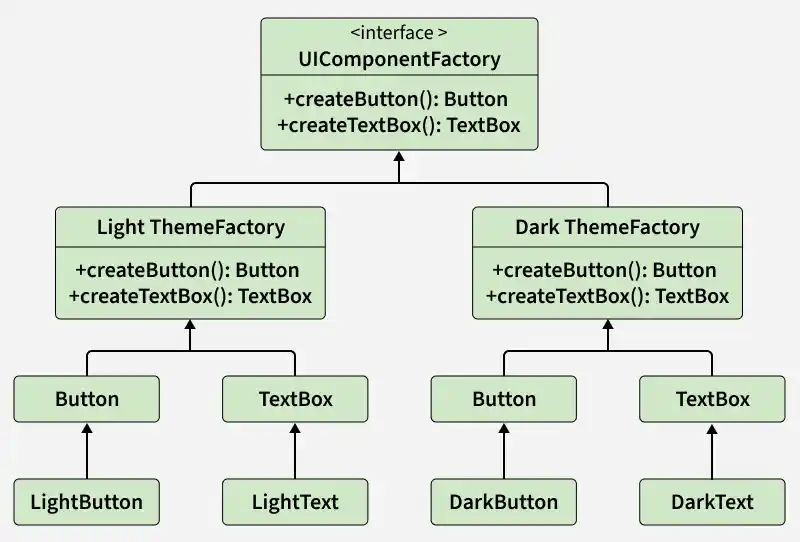 <interface >
UIComponentFactory
+createButton(): Button
+createTextBox(): TextBox
Light ThemeFactory
+createButton(): Button
+createTextBox(): TextBox
Dark ThemeFactory
+createButton(): Button
+createTextBox(): TextBox
Button
TextBox
Button
TextBox
LightButton
LightText
DarkButton
DarkText